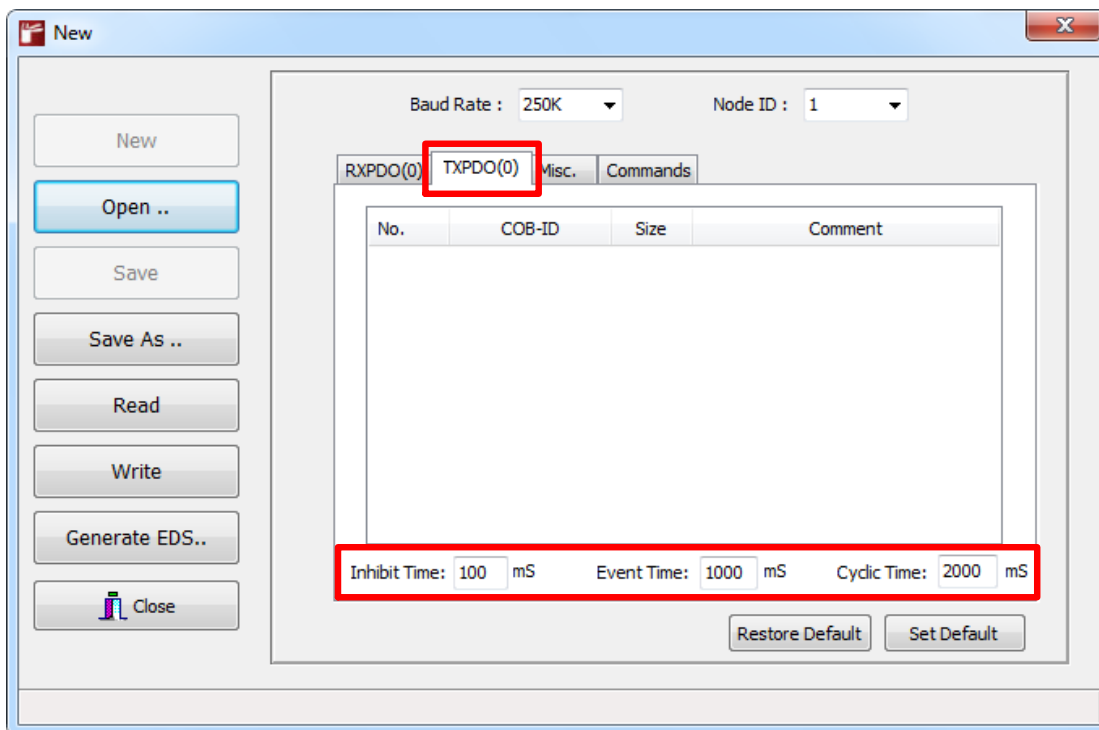 New
Baud Rate : 250K Node ID : 1
New
RXPDO(0) TXPDO(0) Misc. Commands
Open ..
No. COB-ID Size Comment
Save
Save As ..
Read
Write
Generate EDS..
Inhibit Time: 100 mS Event Time: 1000 mS Cyclic Time: 2000 mS
Close
Restore Default Set Default